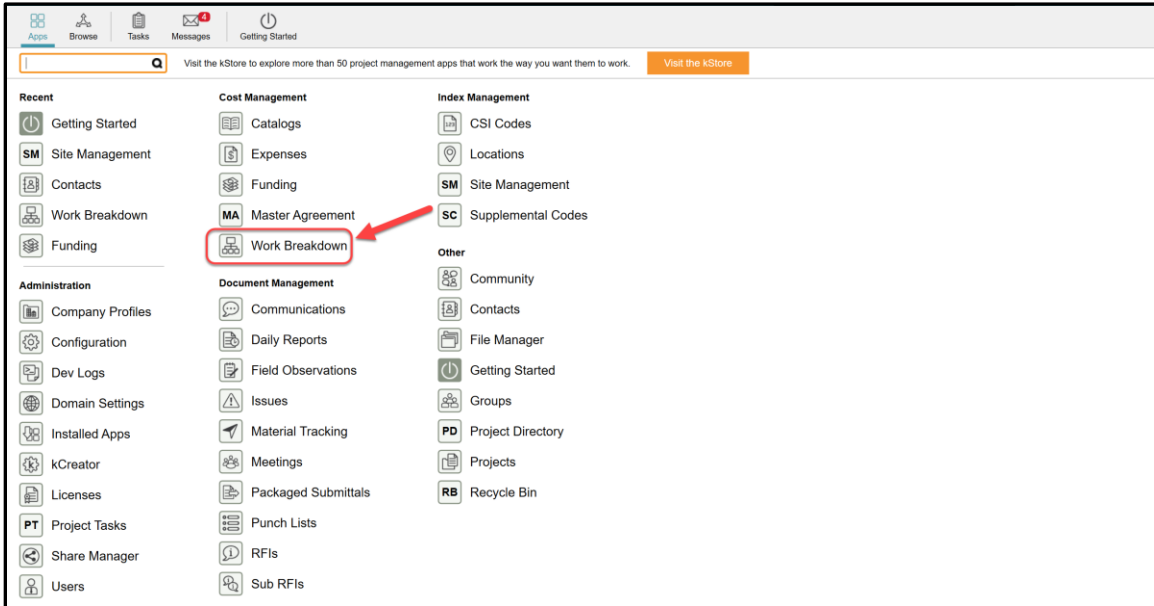 Apps
Browse
Tasks
4
Messages
Getting Started
Visit the kStore to explore more than 50 project management apps that work the way you want them to work.
Visit the kStore
Recent
Getting Started
SM Site Management
Contacts
Work Breakdown
Funding
Administration
Company Profiles
Configuration
Dev Logs
Domain Settings
Installed Apps
kCreator
Licenses
PT Project Tasks
Share Manager
Users
Cost Management
Catalogs
Expenses
Funding
MA Master Agreement
Work Breakdown
Document Management
Communications
Daily Reports
Field Observations
Issues
Material Tracking
Meetings
Packaged Submittals
Punch Lists
RFIs
Sub RFIs
Index Management
123 CSI Codes
Locations
SM Site Management
SC Supplemental Codes
Other
Community
Contacts
File Manager
Getting Started
Groups
PD Project Directory
Projects
RB Recycle Bin